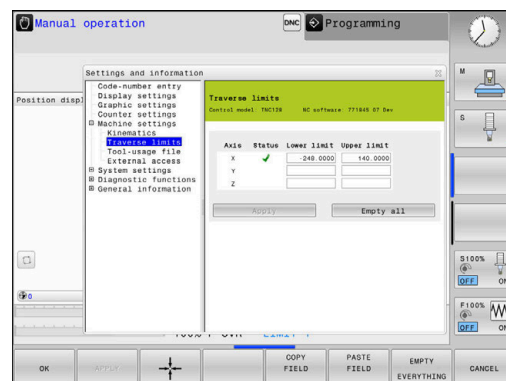 Manual operation
DNC
Programming
Settings and information
Position displ
Code-number entry
Display settings
Graphic settings
Counter settings
Machine settings
Kinematics
Traverse limits
Tool-usage file
External access
System settings
Diagnostic functions
General information
Traverse limits
Control model: TNC128 NC software: 771845 07 Dev
Axis Status Lower limit Upper limit
X -248.0000 140.0000
Y
Z
Apply Empty all
M
S
S100%
OFF ON
F100%
OFF ON
0
OK
APPLY
COPY FIELD
PASTE FIELD
EMPTY EVERYTHING
CANCEL